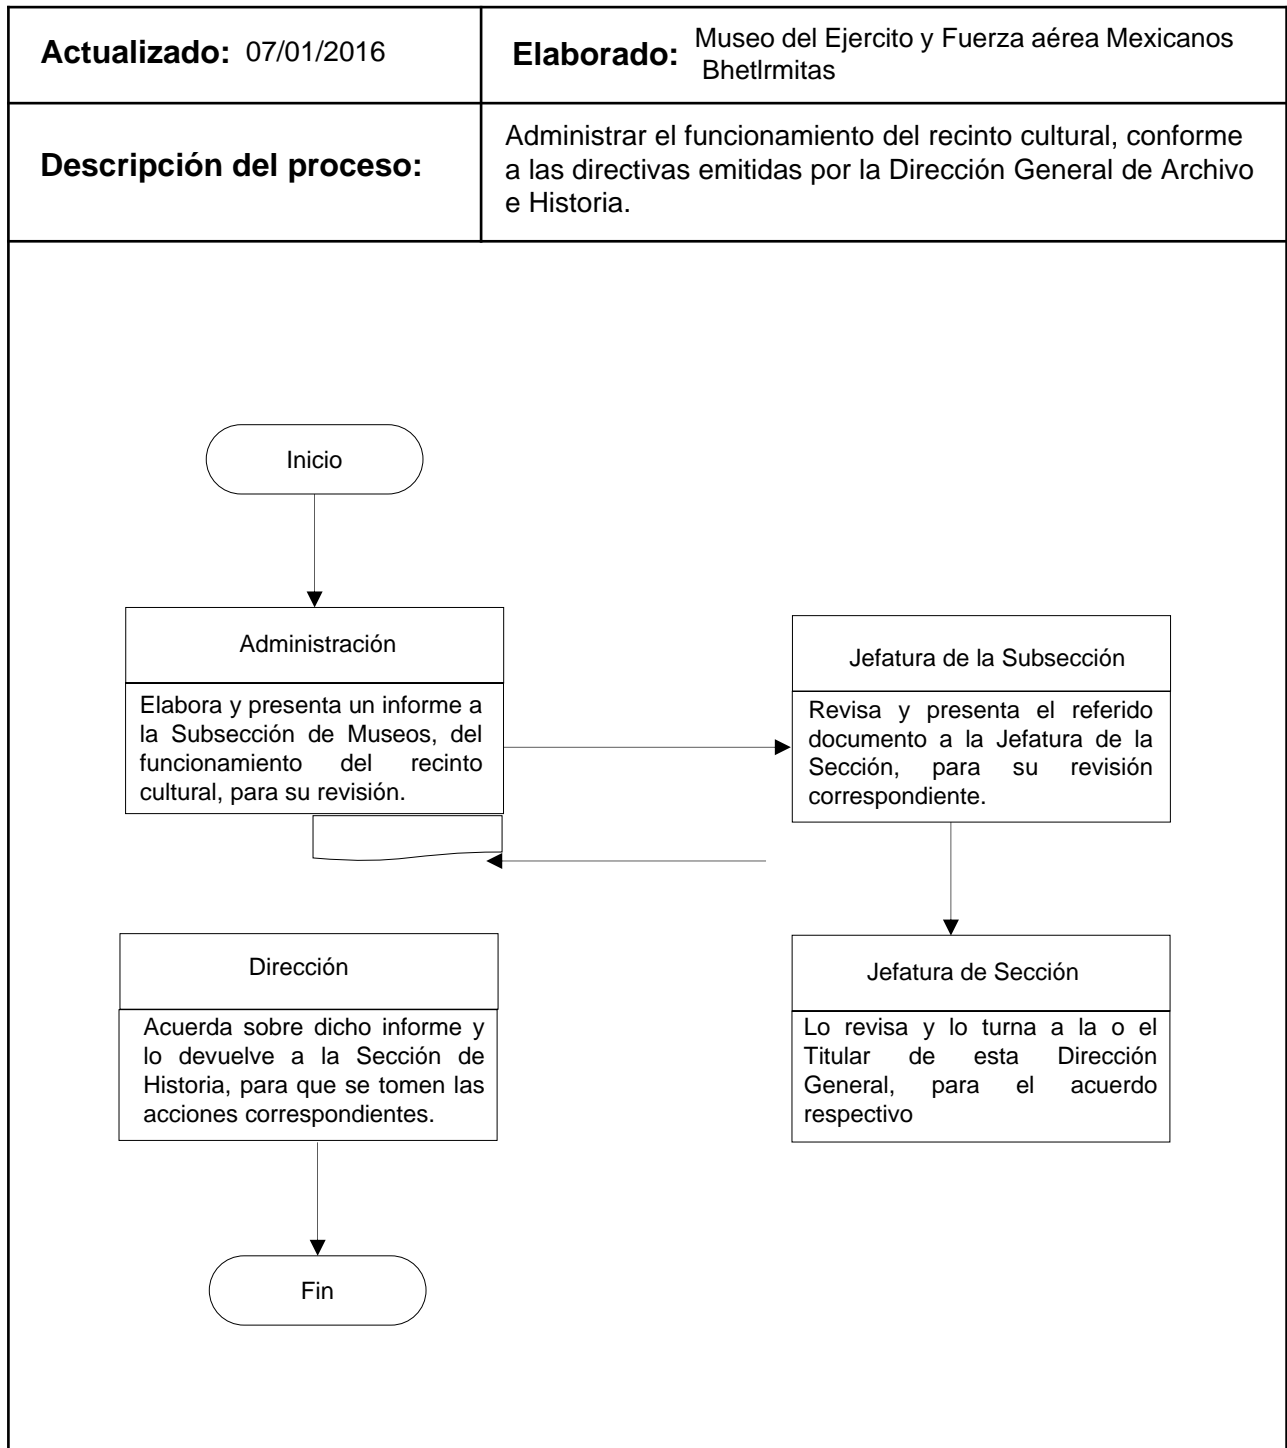 Actualizado: 07/01/2016
Elaborado: Museo del Ejercito y Fuerza aérea Mexicanos
Bhetlrmitas
Descripción del proceso:
Administrar el funcionamiento del recinto cultural, conforme
a las directivas emitidas por la Dirección General de Archivo
e Historia.
Inicio
Administración
Elabora y presenta un informe a
la Subsección de Museos, del
funcionamiento del recinto
cultural, para su revisión.
Jefatura de la Subsección
Revisa y presenta el referido
documento a la Jefatura de la
Sección, para su revisión
correspondiente.
Jefatura de Sección
Lo revisa y lo turna a la o el
Titular de esta Dirección
General, para el acuerdo
respectivo
Dirección
Acuerda sobre dicho informe y
lo devuelve a la Sección de
Historia, para que se tomen las
acciones correspondientes.
Fin